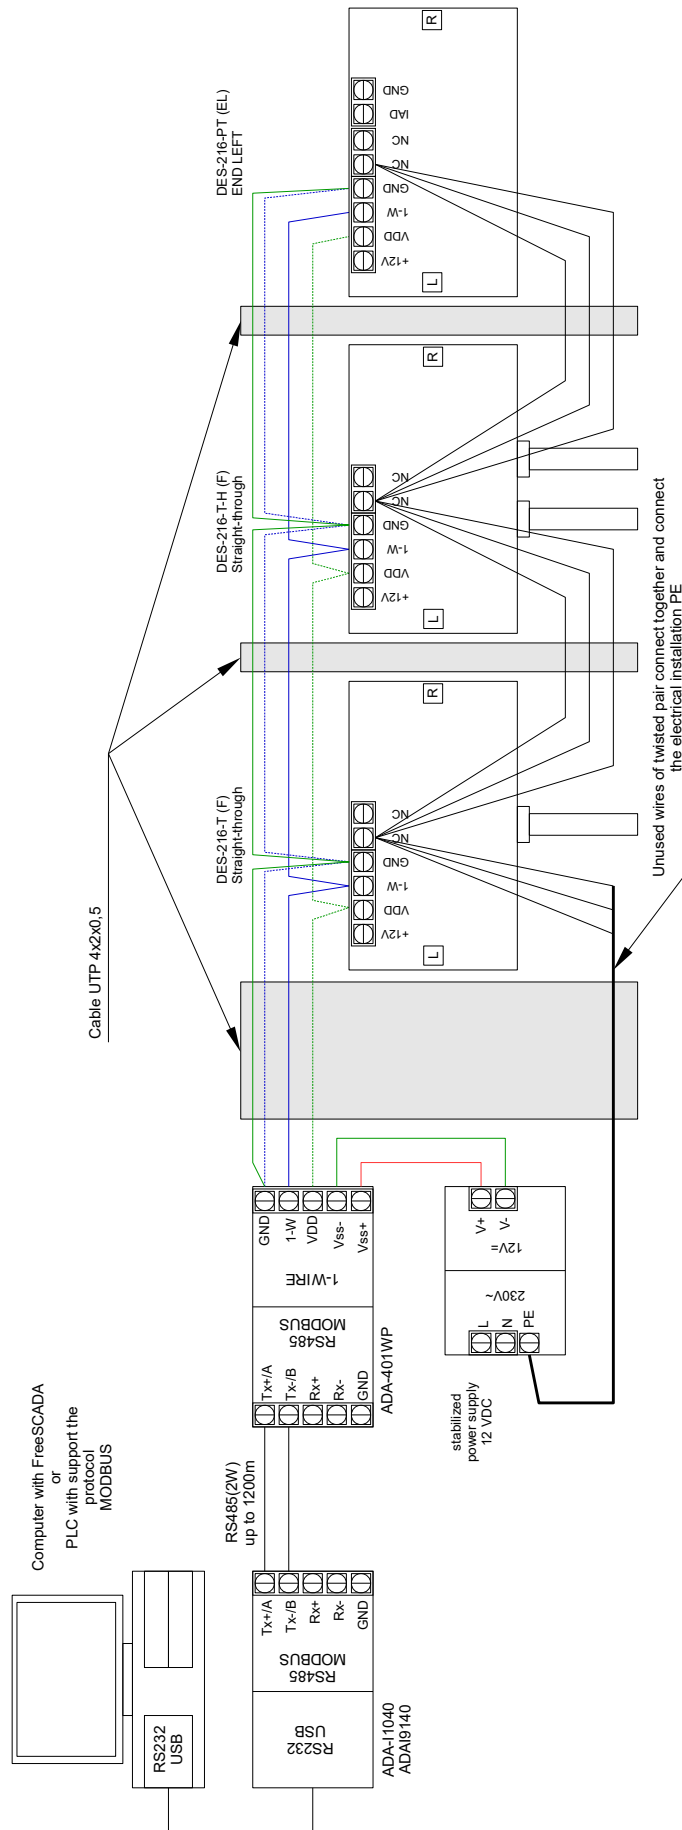 Computer with FreeSCADA
or
PLC with support the
protocol
MODBUS
RS232
USB
RS232
USB
RS485
MODBUS
Tx+/A
Tx-/B
Rx+
Rx-
GND
ADA-I1040
ADAI9140
RS485(2W)
up to 1200m
Tx+/A
Tx-/B
Rx+
Rx-
GND
RS485
MODBUS
1-WIRE
GND
1-W
VDD
Vss-
Vss+
ADA-401WP
stabilized
power supply
12 VDC
L
N
PE
230V~
12V=
V+
V-
Cable UTP 4x2x0,5
DES-216-T (F)
Straight-through
L
+12V
VDD
1-W
GND
NC
NC
R
DES-216-T-H (F)
Straight-through
L
+12V
VDD
1-W
GND
NC
NC
R
DES-216-PT (EL)
END LEFT
L
+12V
VDD
1-W
GND
NC
NC
IAD
GND
R
Unused wires of twisted pair connect together and connect
the electrical installation PE